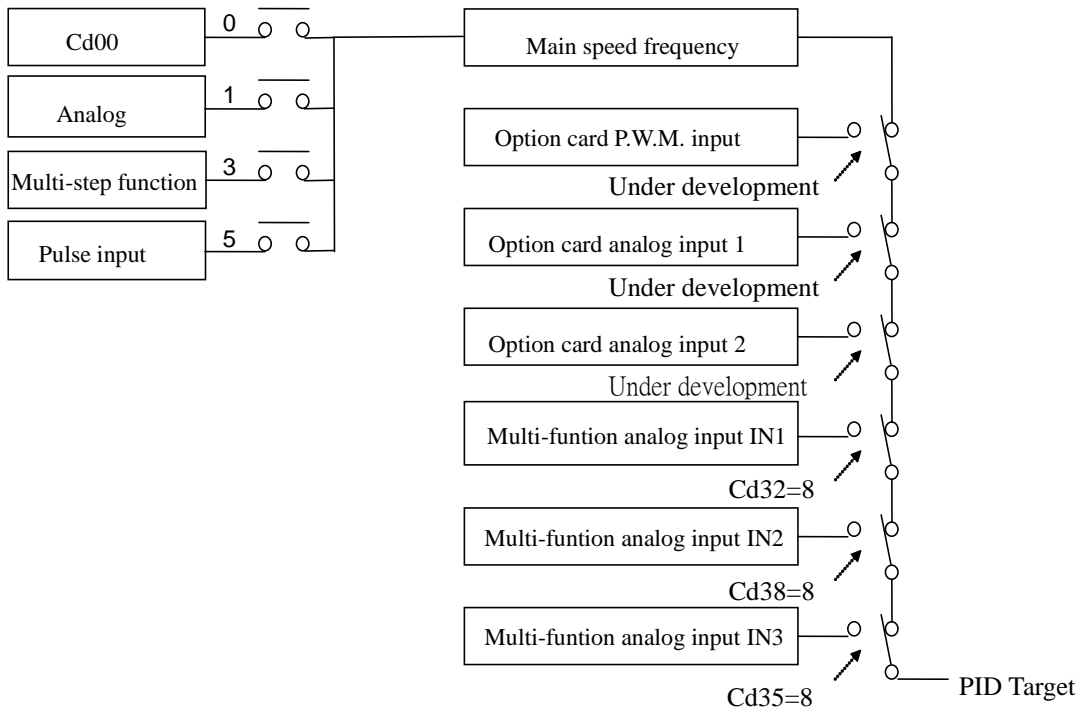 Cd00
0
Analog
1
Multi-step function
3
Pulse input
5
Main speed frequency
Option card P.W.M. input
Under development
Option card analog input 1
Under development
Option card analog input 2
Under development
Multi-funtion analog input IN1
Cd32=8
Multi-funtion analog input IN2
Cd38=8
Multi-funtion analog input IN3
Cd35=8
PID Target